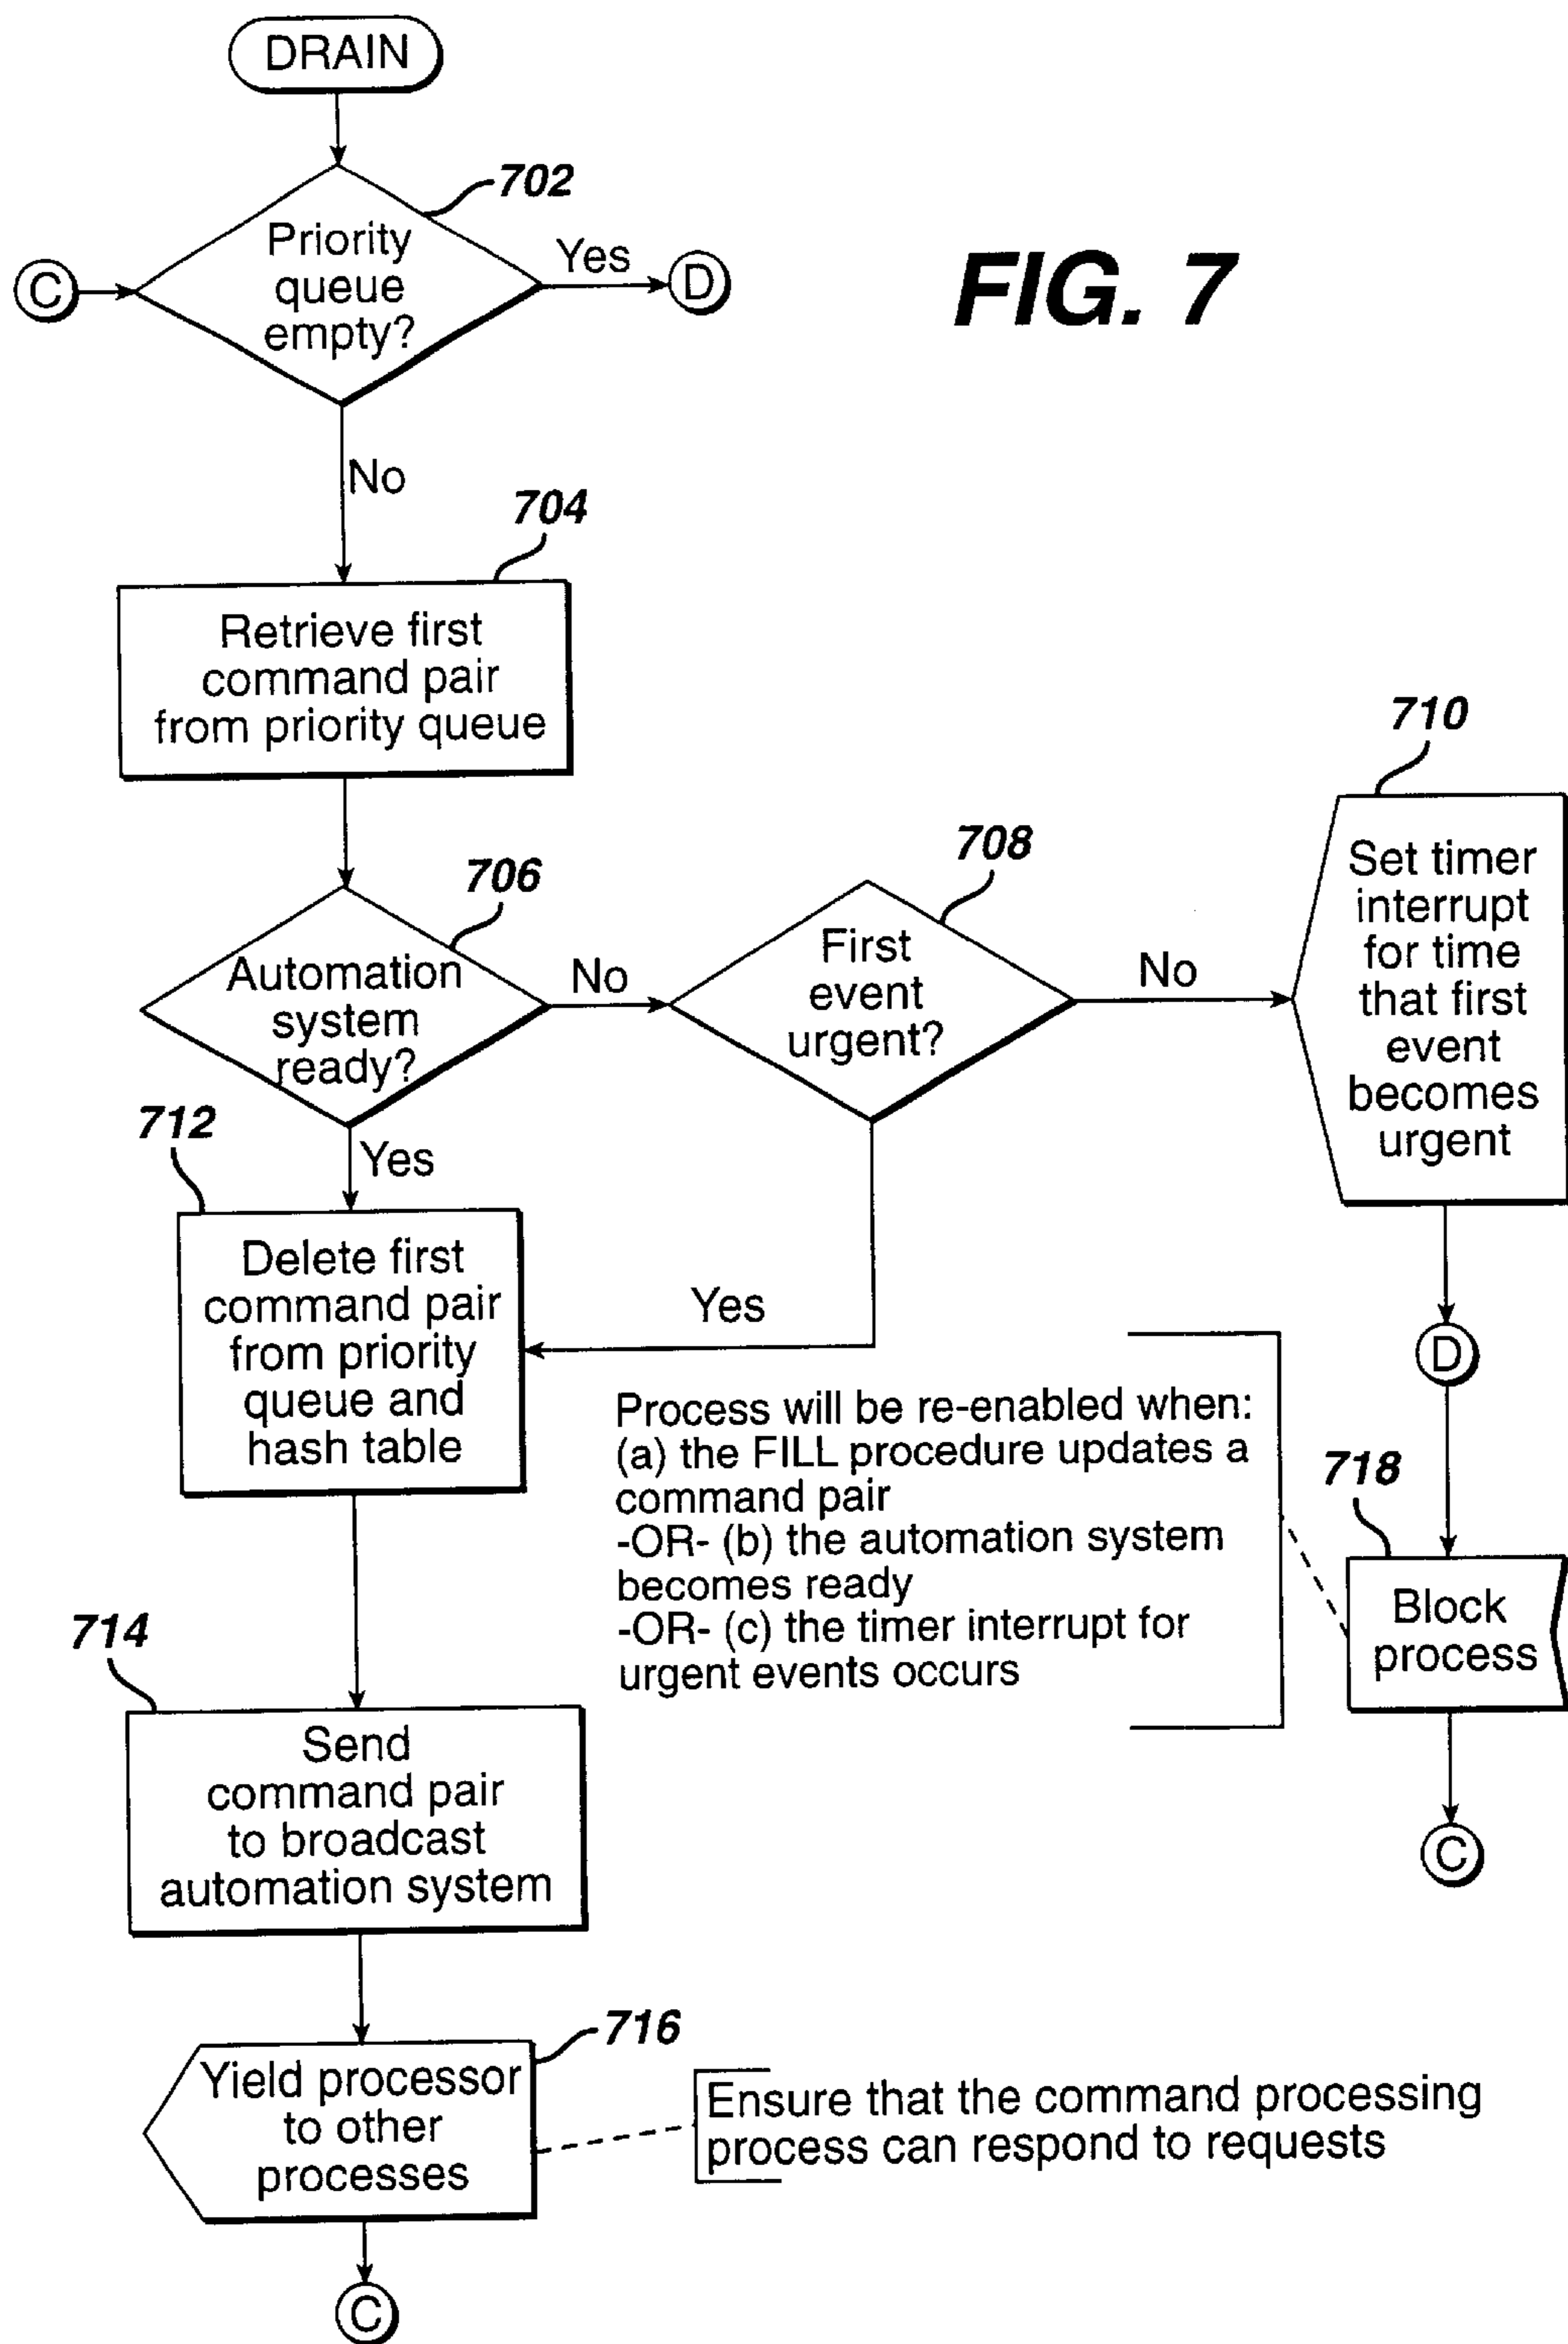 DRAIN
702
Priority
queue
empty?
C
Yes
D
FIG. 7
No
704
Retrieve first
command pair
from priority queue
706
Automation
system
ready?
No
708
First
event
urgent?
No
710
Set timer
interrupt
for time
that first
event
becomes
urgent
712
Yes
Delete first
command pair
from priority
queue and
hash table
Yes
D
Process will be re-enabled when:
(a) the FILL procedure updates a
command pair
-OR- (b) the automation system
becomes ready
-OR- (c) the timer interrupt for
urgent events occurs
718
Block
process
C
714
Send
command pair
to broadcast
automation system
716
Yield processor
to other
processes
Ensure that the command processing
process can respond to requests
C